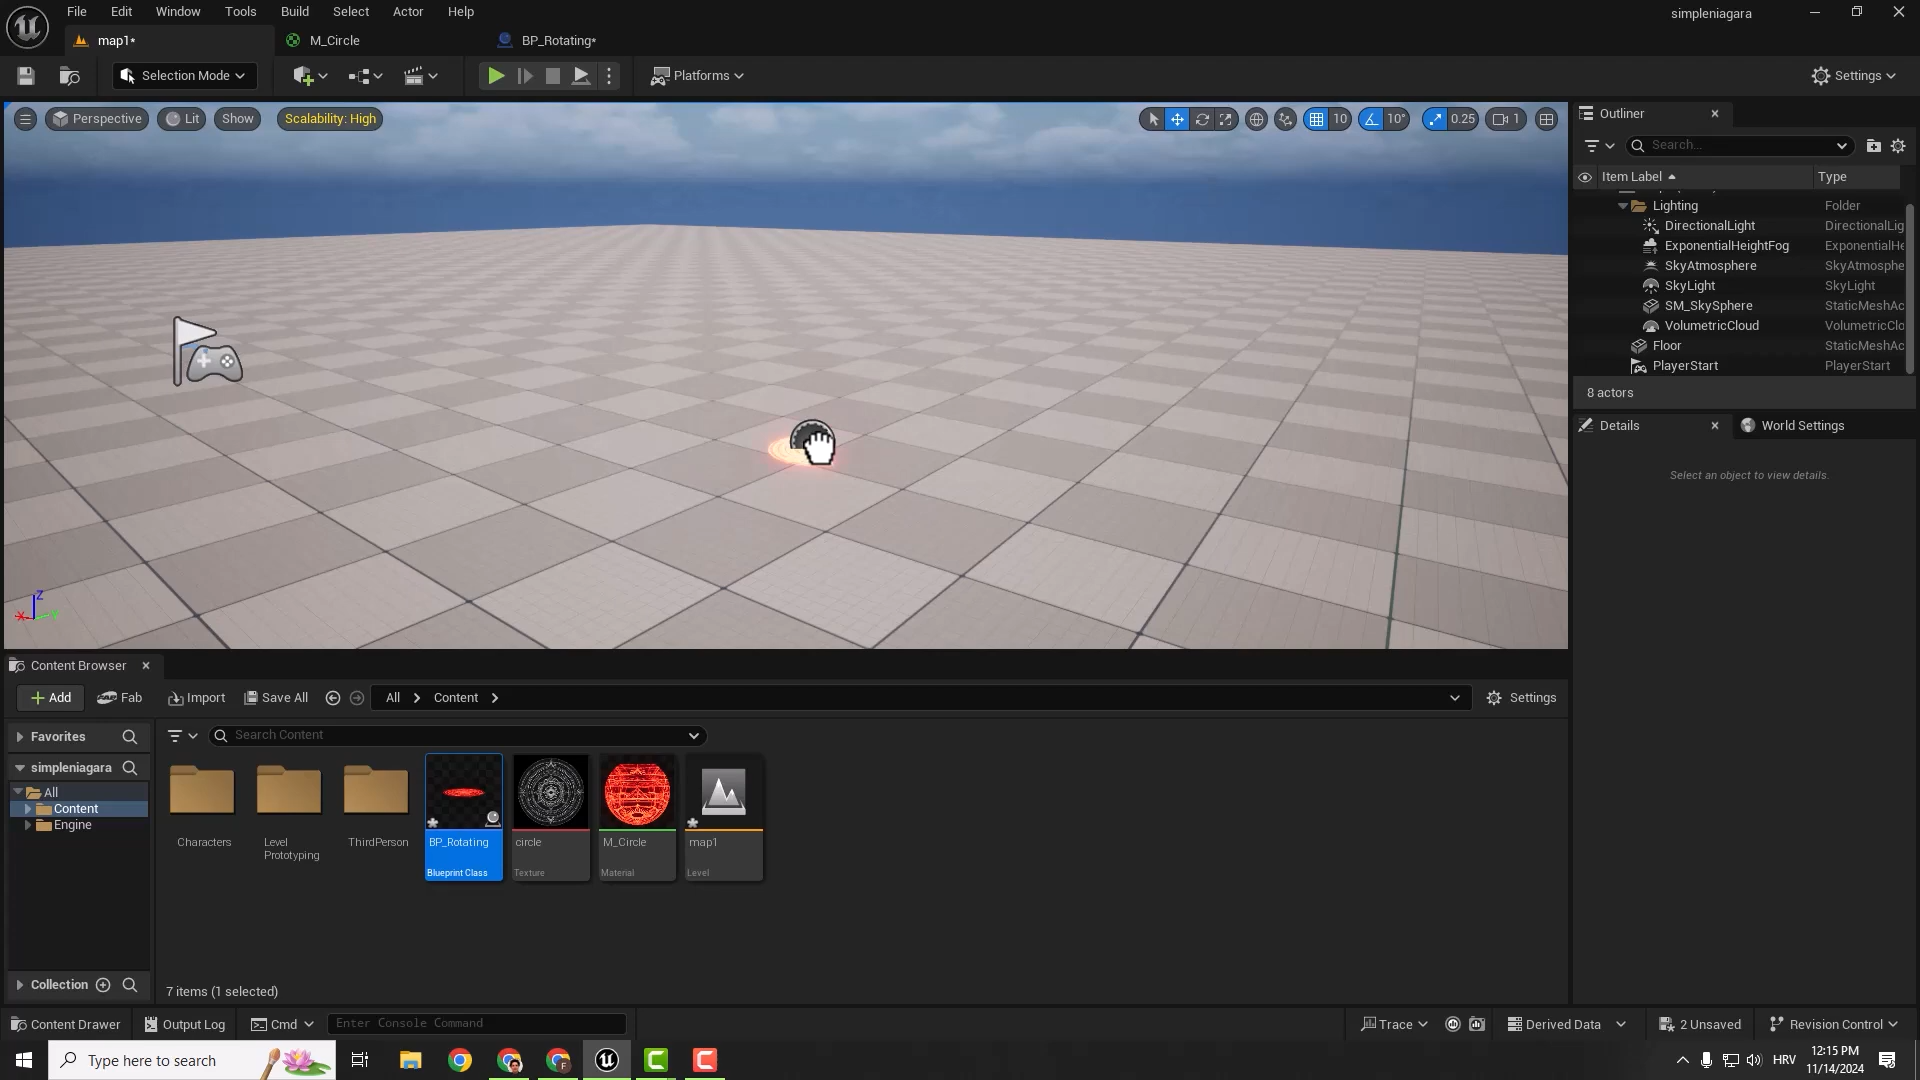 File Edit Window Tools Build Select Actor Help
simpleniagara
map1* M_Circle BP_Rotating*
Selection Mode Platforms Settings
Perspective Lit Show Scalability: High 10 10° 0.25 1
Outliner
Search...
Item Label Type
Lighting Folder
DirectionalLight DirectionalLig
ExponentialHeightFog ExponentialHe
SkyAtmosphere SkyAtmosphe
SkyLight SkyLight
SM_SkySphere StaticMeshAc
VolumetricCloud VolumetricClo
Floor StaticMeshAc
PlayerStart PlayerStart
8 actors
Details World Settings
Select an object to view details.
Z
X Y
Content Browser
Add Fab Import Save All All Content Settings
Favorites Search Content
simpleniagara
All
Content
Engine
Characters
Level Prototyping
ThirdPerson
BP_Rotating
Blueprint Class
circle
Texture
M_Circle
Material
map1
Level
Collection
7 items (1 selected)
Content Drawer Output Log Cmd Enter Console Command Trace Derived Data 2 Unsaved Revision Control
Type here to search
HRV
12:15 PM
11/14/2024